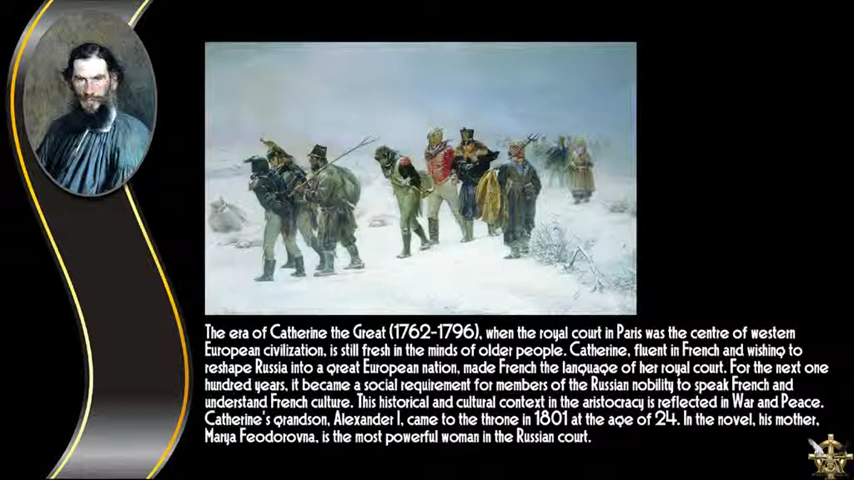 The era of Catherine the Great (1762-1796), when the royal court in Paris was the centre of western
European civilization, is still fresh in the minds of older people. Catherine, fluent in French and wishing to
reshape Russia into a great European nation, made French the language of her royal court. For the next one
hundred years, it became a social requirement for members of the Russian nobility to speak French and
understand French culture. This historical and cultural context in the aristocracy is reflected in War and Peace.
Catherine's grandson, Alexander I, came to the throne in 1801 at the age of 24. In the novel, his mother,
Marya Feodorovna, is the most powerful woman in the Russian court.